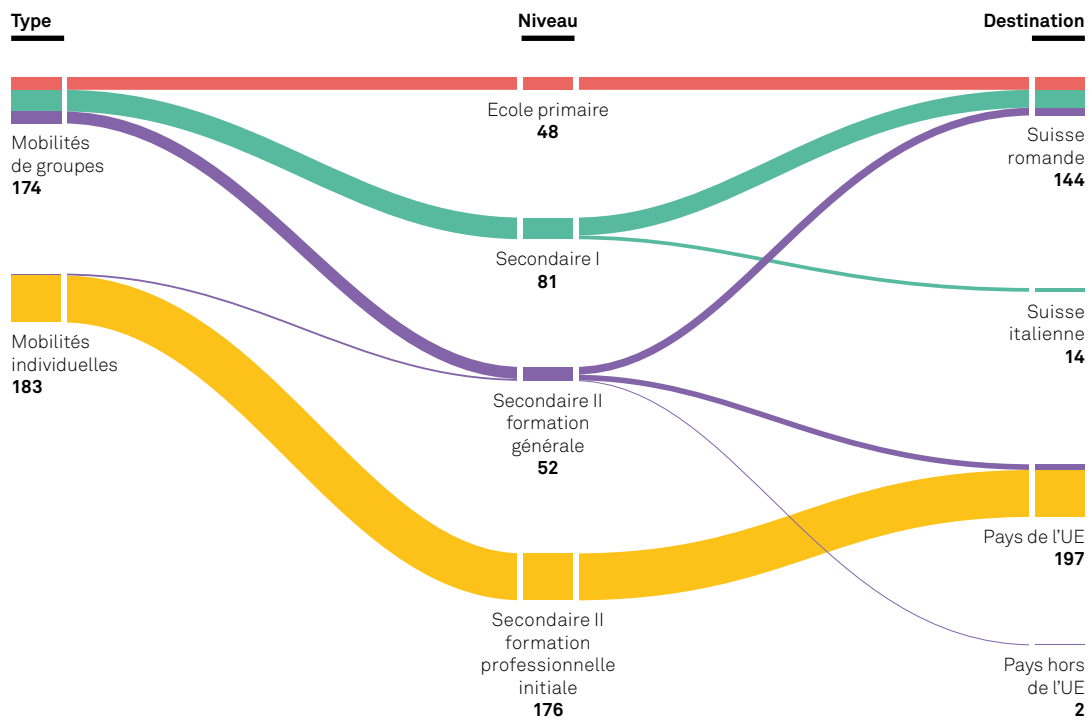 Type
Niveau
Destination
Mobilités
de groupes
174
Mobilités
individuelles
183
Ecole primaire
48
Secondaire I
81
Secondaire II
formation
générale
52
Secondaire II
formation
professionnelle
initiale
176
Suisse
romande
144
Suisse
italienne
14
Pays de l’UE
197
Pays hors
de l’UE
2